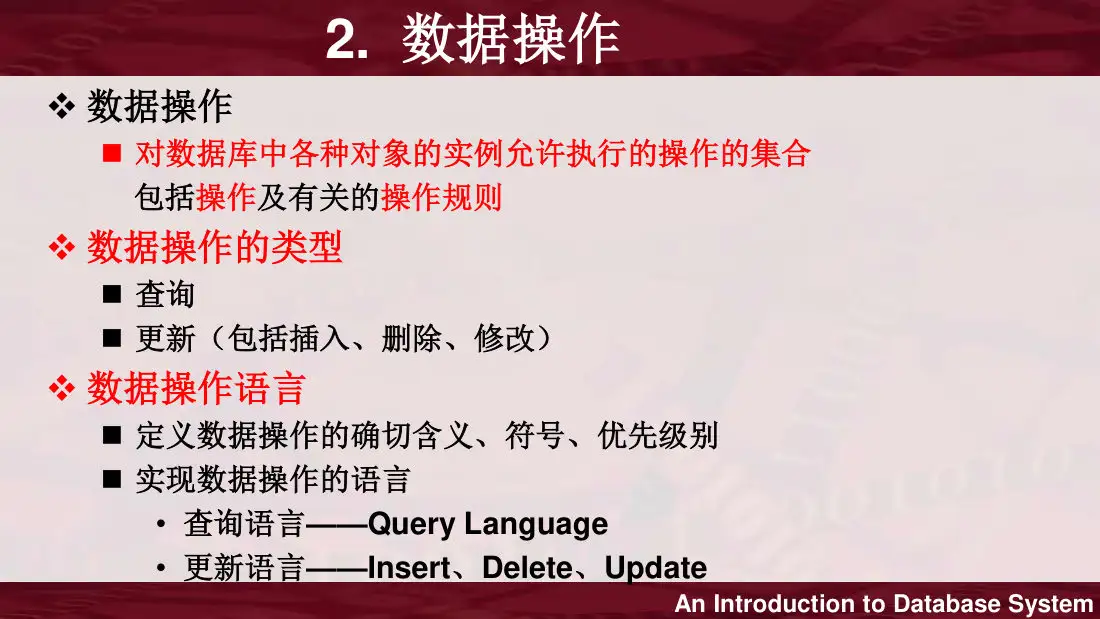 2. 数据操作
❖ 数据操作
■ 对数据库中各种对象的实例允许执行的操作的集合
包括操作及有关的操作规则
❖ 数据操作的类型
■ 查询
■ 更新（包括插入、删除、修改）
❖ 数据操作语言
■ 定义数据操作的确切含义、符号、优先级别
■ 实现数据操作的语言
• 查询语言——Query Language
• 更新语言——Insert、Delete、Update
An Introduction to Database System